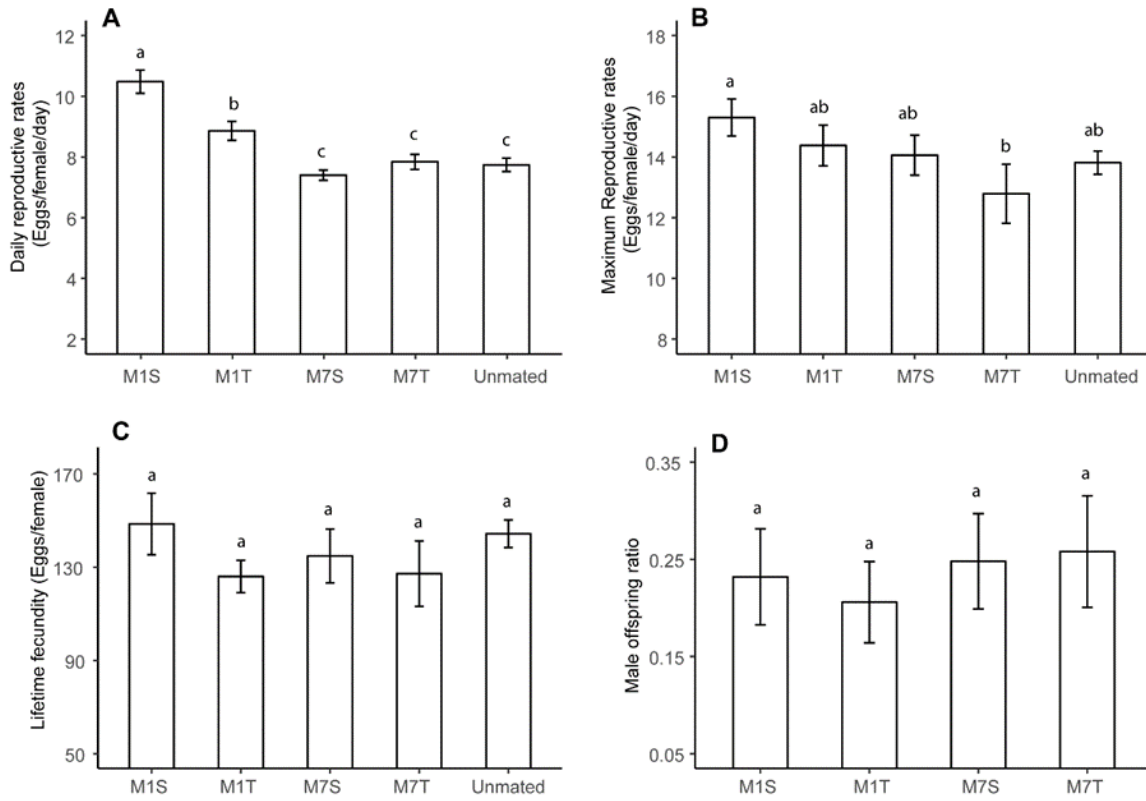 A
Daily reproductive rates
(Eggs/female/day)
12
10
8
6
4
2
a
b
c
c
c
M1S M1T M7S M7T Unmated
B
Maximum Reproductive rates
(Eggs/female/day)
18
16
14
12
10
8
a
ab
ab
b
ab
M1S M1T M7S M7T Unmated
C
Lifetime fecundity (Eggs/female)
170
130
90
50
a
a
a
a
a
M1S M1T M7S M7T Unmated
D
Male offspring ratio
0.35
0.25
0.15
0.05
a
a
a
a
M1S M1T M7S M7T